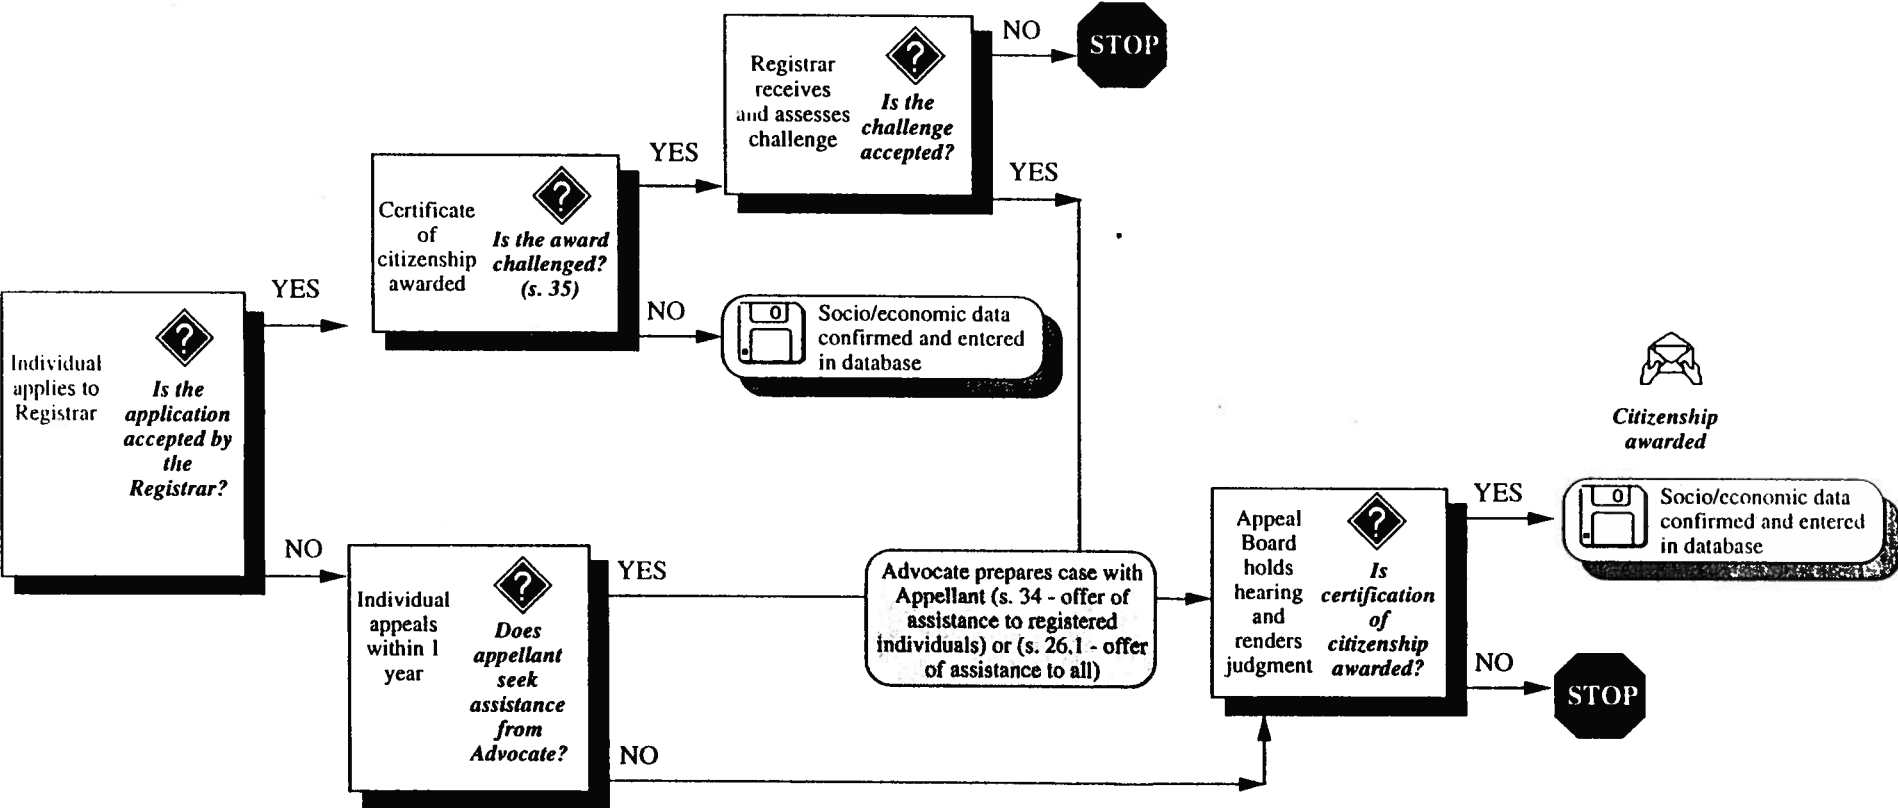 Individual
applies to
Registrar
?
Is the
application
accepted by
the
Registrar?
YES
NO
Certificate
of
citizenship
awarded
?
Is the award
challenged?
(s. 35)
YES
NO
Registrar
receives
and assesses
challenge
?
Is the
challenge
accepted?
NO
STOP
YES
0
Socio/economic data
confirmed and entered
in database
Individual
appeals
within 1
year
?
Does
appellant
seek
assistance
from
Advocate?
YES
NO
Advocate prepares case with
Appellant (s. 34 - offer of
assistance to registered
individuals) or (s. 26.1 - offer
of assistance to all)
Appeal
Board
holds
hearing
and
renders
judgment
?
Is
certification
of
citizenship
awarded?
YES
NO
STOP
Citizenship
awarded
0
Socio/economic data
confirmed and entered
in database